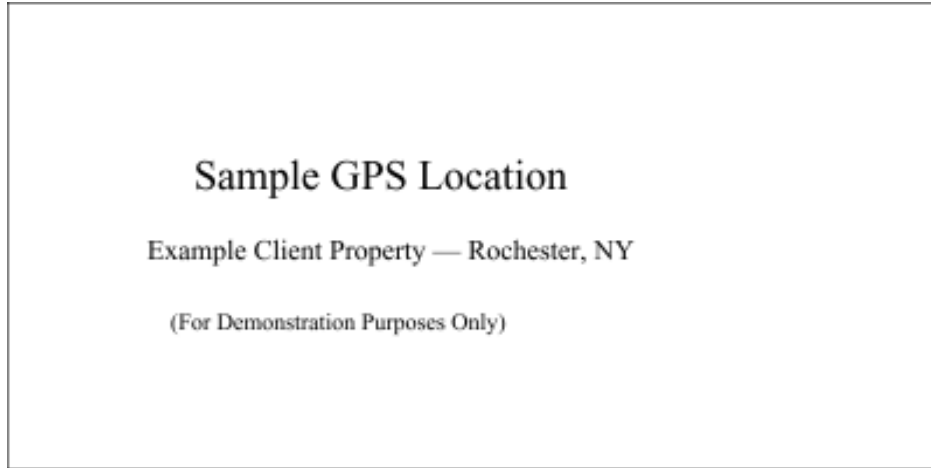 Sample GPS Location
Example Client Property — Rochester, NY
(For Demonstration Purposes Only)